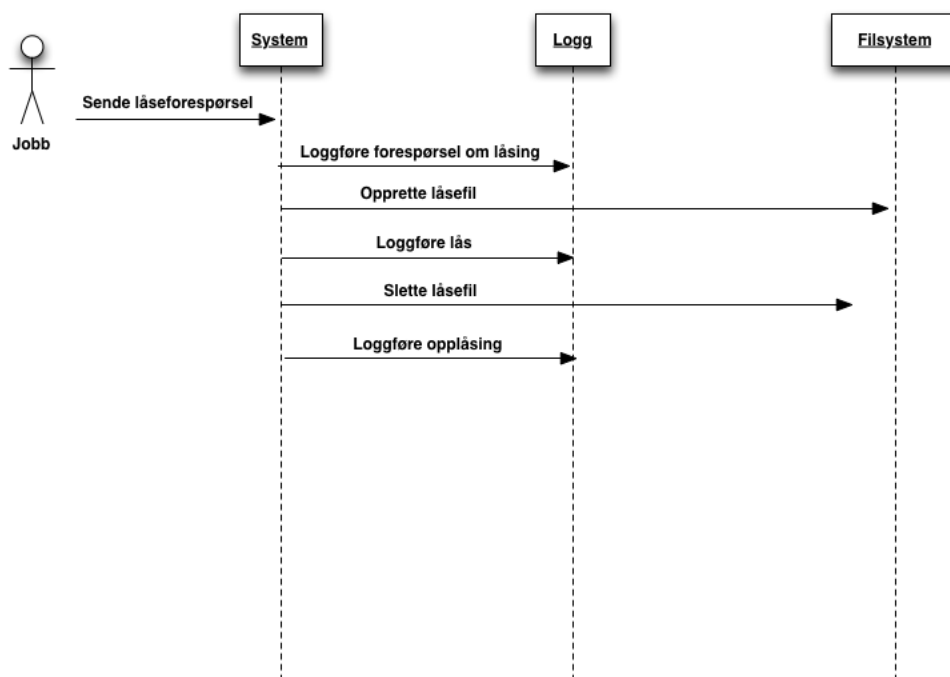 System
Logg
Filsystem
Jobb
Sende låseforespørsel
Loggføre forespørsel om låsing
Opprette låsefil
Loggføre lås
Slette låsefil
Loggføre opplåsing